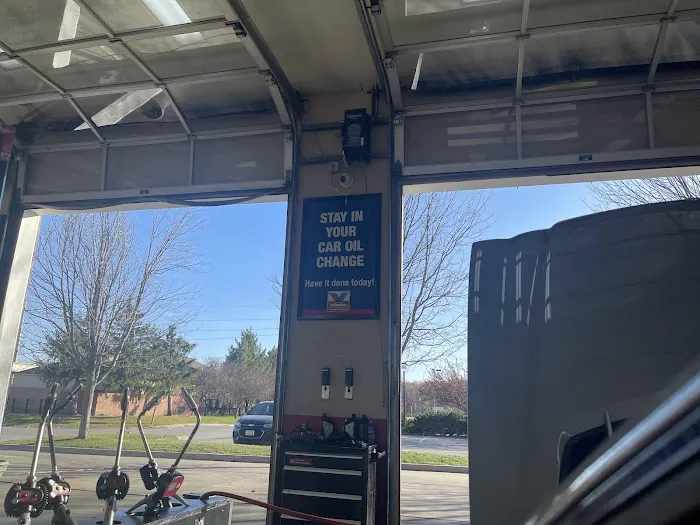 STAY IN
YOUR
CAR OIL
CHANGE
Have it done today!